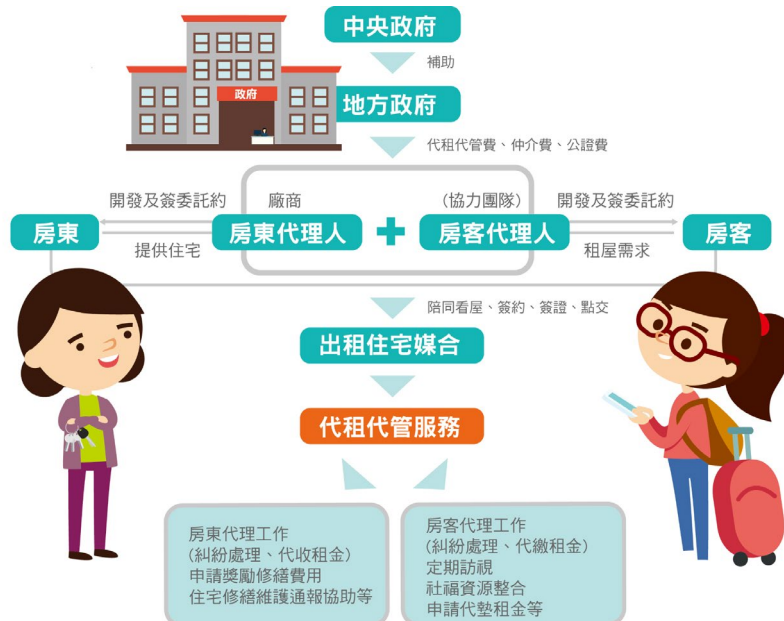 中央政府
補助
政府
地方政府
代租代管費、仲介費、公證費
開發及簽委託約
廠商
(協力團隊)
開發及簽委託約
房東
房東代理人
房客代理人
房客
提供住宅
租屋需求
陪同看屋、簽約、簽證、點交
出租住宅媒合
代租代管服務
房東代理工作
(糾紛處理、代收租金)
申請獎勵修繕費用
住宅修繕維護通報協助等
房客代理工作
(糾紛處理、代繳租金)
定期訪視
社福資源整合
申請代墊租金等